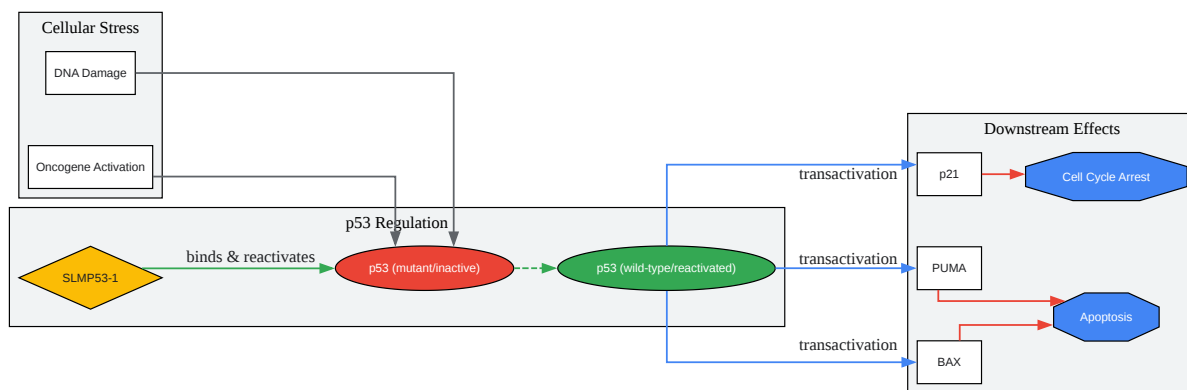 Cellular Stress
DNA Damage
Oncogene Activation
p53 Regulation
SLMP53-1
binds & reactivates
p53 (mutant/inactive)
p53 (wild-type/reactivated)
transactivation
transactivation
transactivation
Downstream Effects
p21
Cell Cycle Arrest
PUMA
Apoptosis
BAX